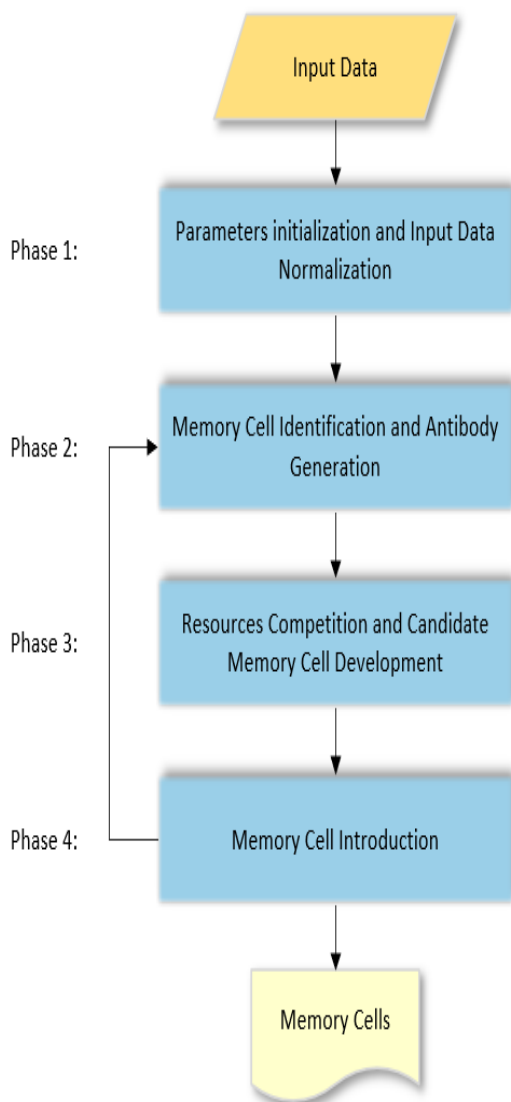 Input Data
Phase 1:
Parameters initialization and Input Data
Normalization
Phase 2:
Memory Cell Identification and Antibody
Generation
Phase 3:
Resources Competition and Candidate
Memory Cell Development
Phase 4:
Memory Cell Introduction
Memory Cells